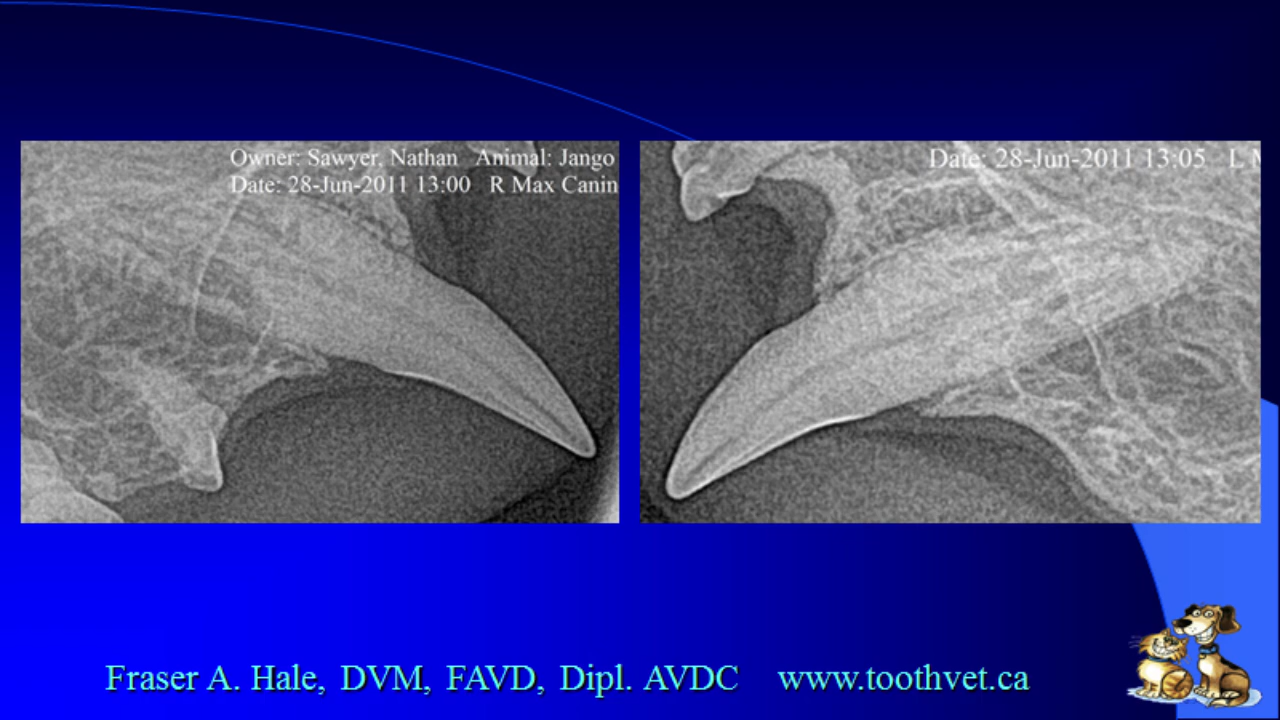 Owner: Sawyer, Nathan Animal: Jango
Date: 28-Jun-2011 13:00 R Max Canin
Date: 28-Jun-2011 13:05 L M
Fraser A. Hale, DVM, FAVD, Dipl. AVDC www.toothvet.ca